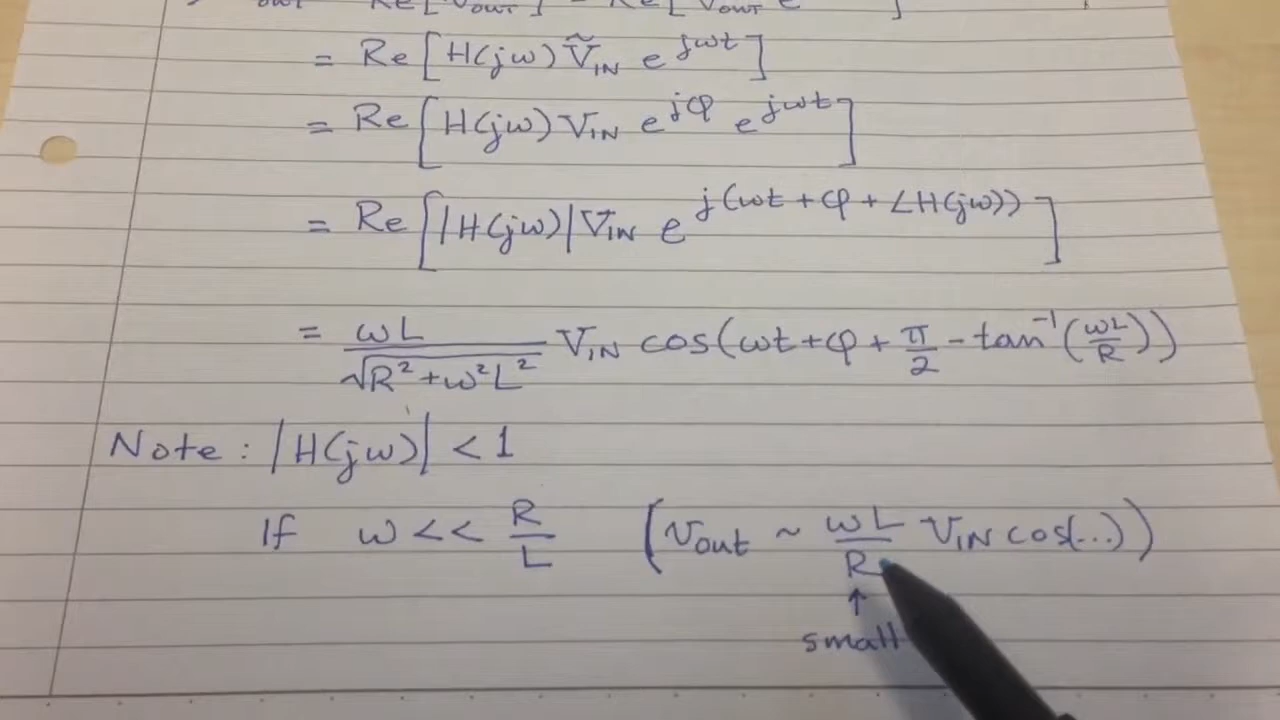 = Re[H(jω) Ṽ_IN e^{jωt}]
= Re[H(jω) V_IN e^{jφ} e^{jωt}]
= Re[|H(jω)| V_IN e^{j(ωt + φ + ∠H(jω))}]
= ωL/√(R² + ω²L²) V_IN cos(ωt + φ + π/2 - tan⁻¹(ωL/R))
Note: |H(jω)| < 1
If ω << R/L (V_out ~ ωL/R V_IN cos(...))
↑
small